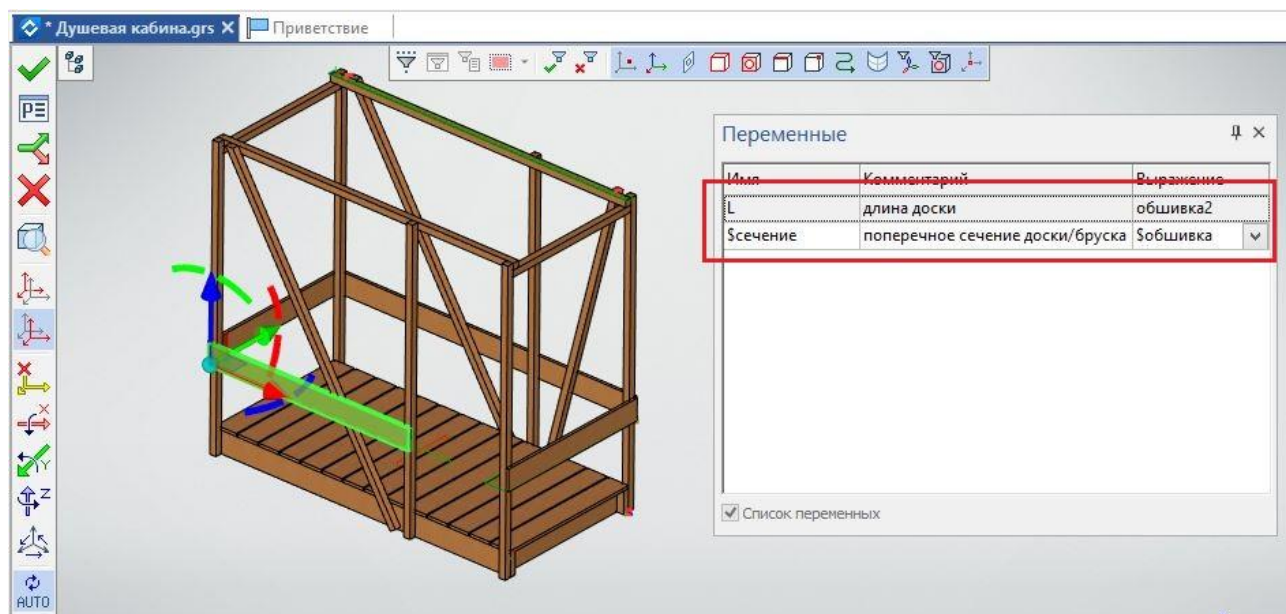 * Душевая кабина.grs X Приветствие
Переменные
Имя Комментарий Выражение
L длина доски обшивка2
$сечение поперечное сечение доски/бруска $обшивка
Список переменных
PΞ
X
Y
Z
AUTO